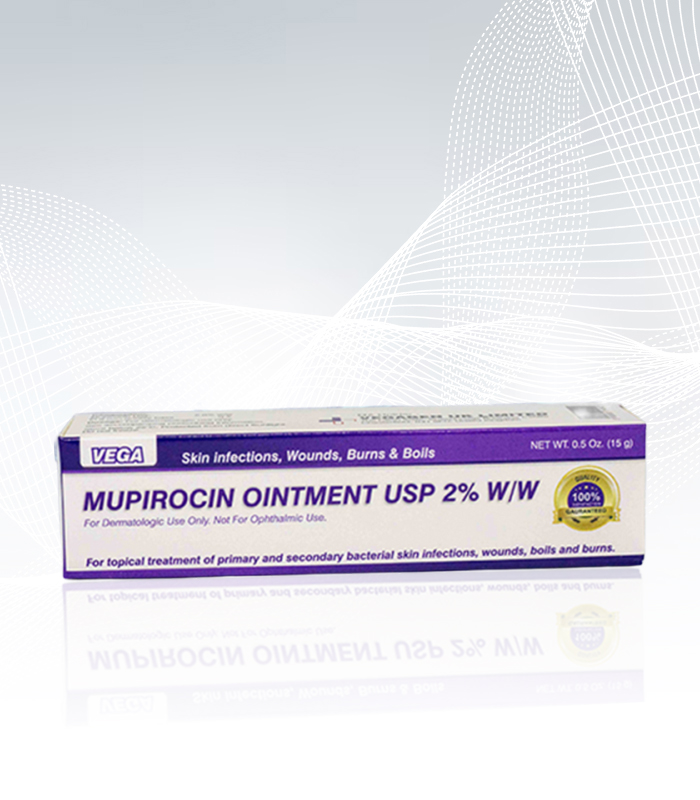 VEGA
Skin infections, Wounds, Burns & Boils
NET WT. 0.5 Oz. (15 g)
MUPIROCIN OINTMENT USP 2% W/W
For Dermatologic Use Only. Not For Ophthalmic Use.
QUALITY
100%
GUARANTEED
For topical treatment of primary and secondary bacterial skin infections, wounds, boils and burns.